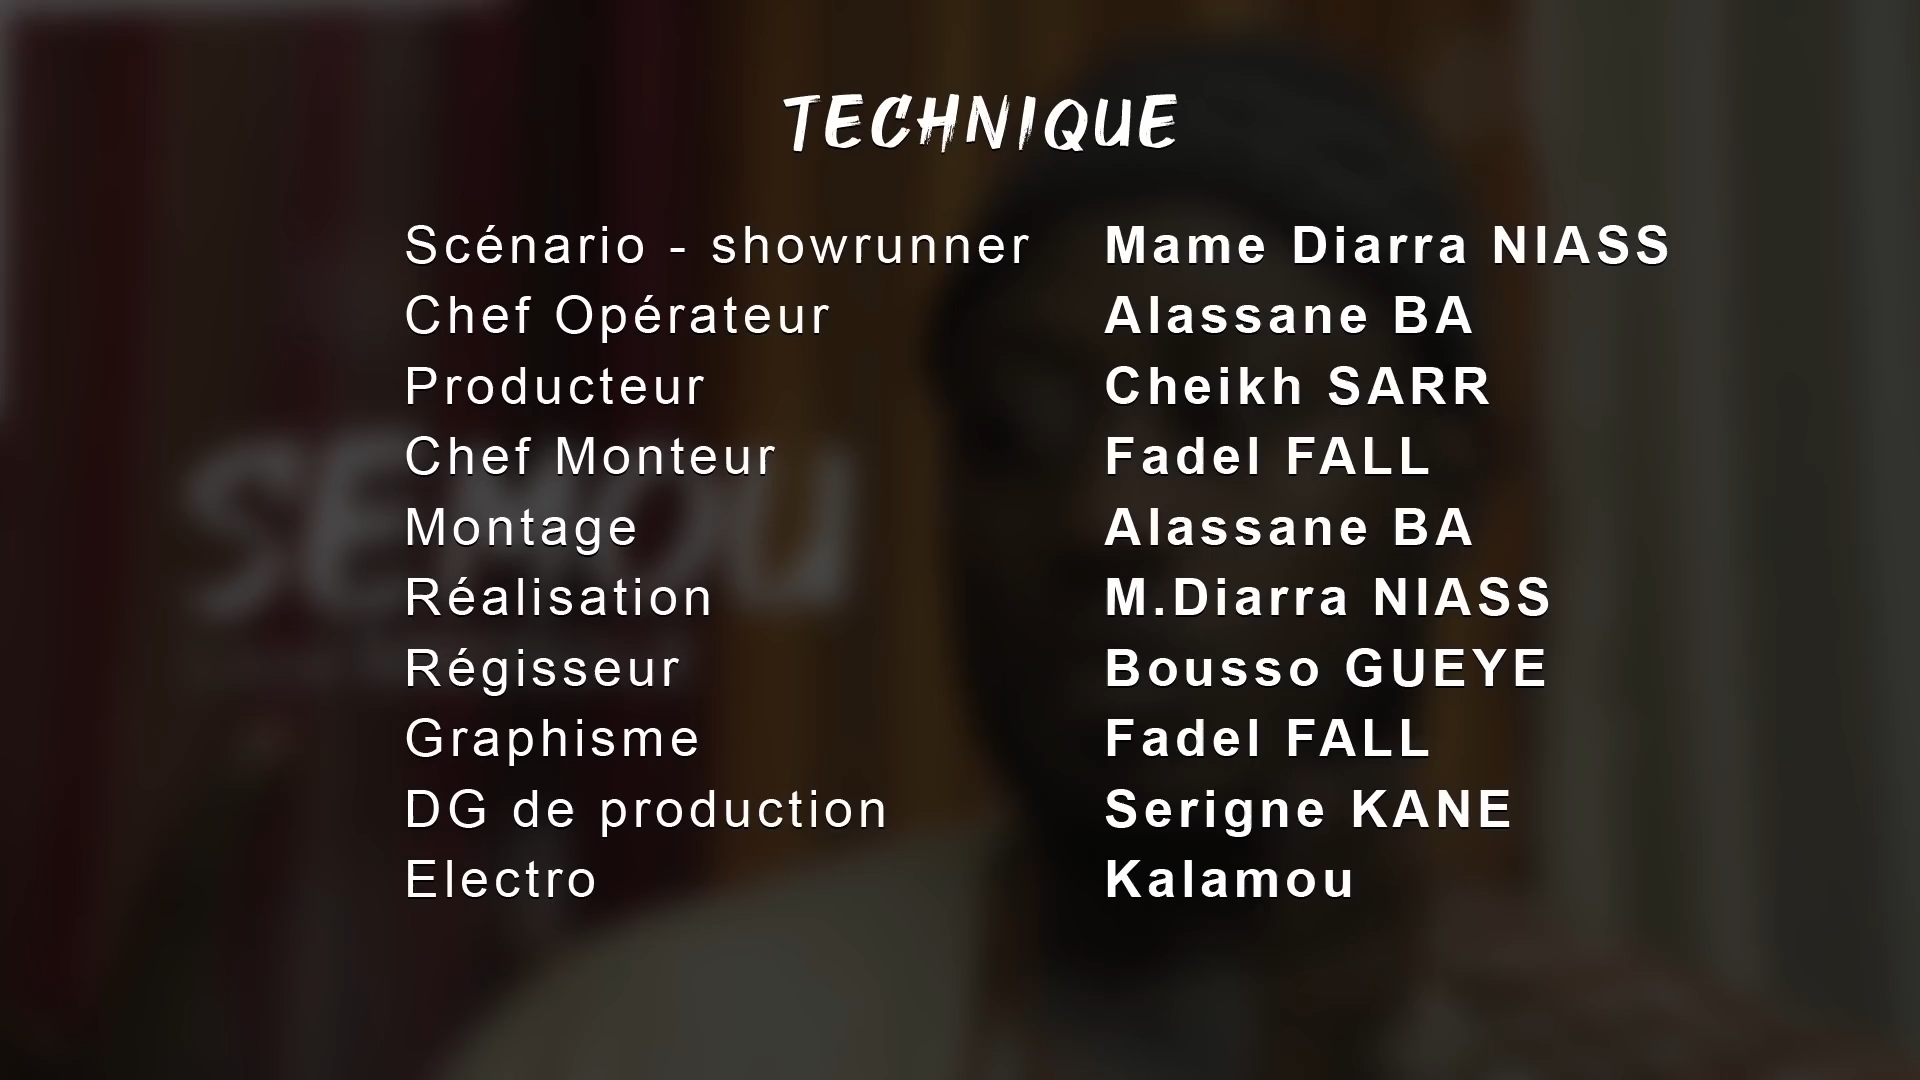 TECHNIQUE
Scénario - showrunner Mame Diarra NIASS
Chef Opérateur Alassane BA
Producteur Cheikh SARR
Chef Monteur Fadel FALL
Montage Alassane BA
Réalisation M.Diarra NIASS
Régisseur Bousso GUEYE
Graphisme Fadel FALL
DG de production Serigne KANE
Electro Kalamou